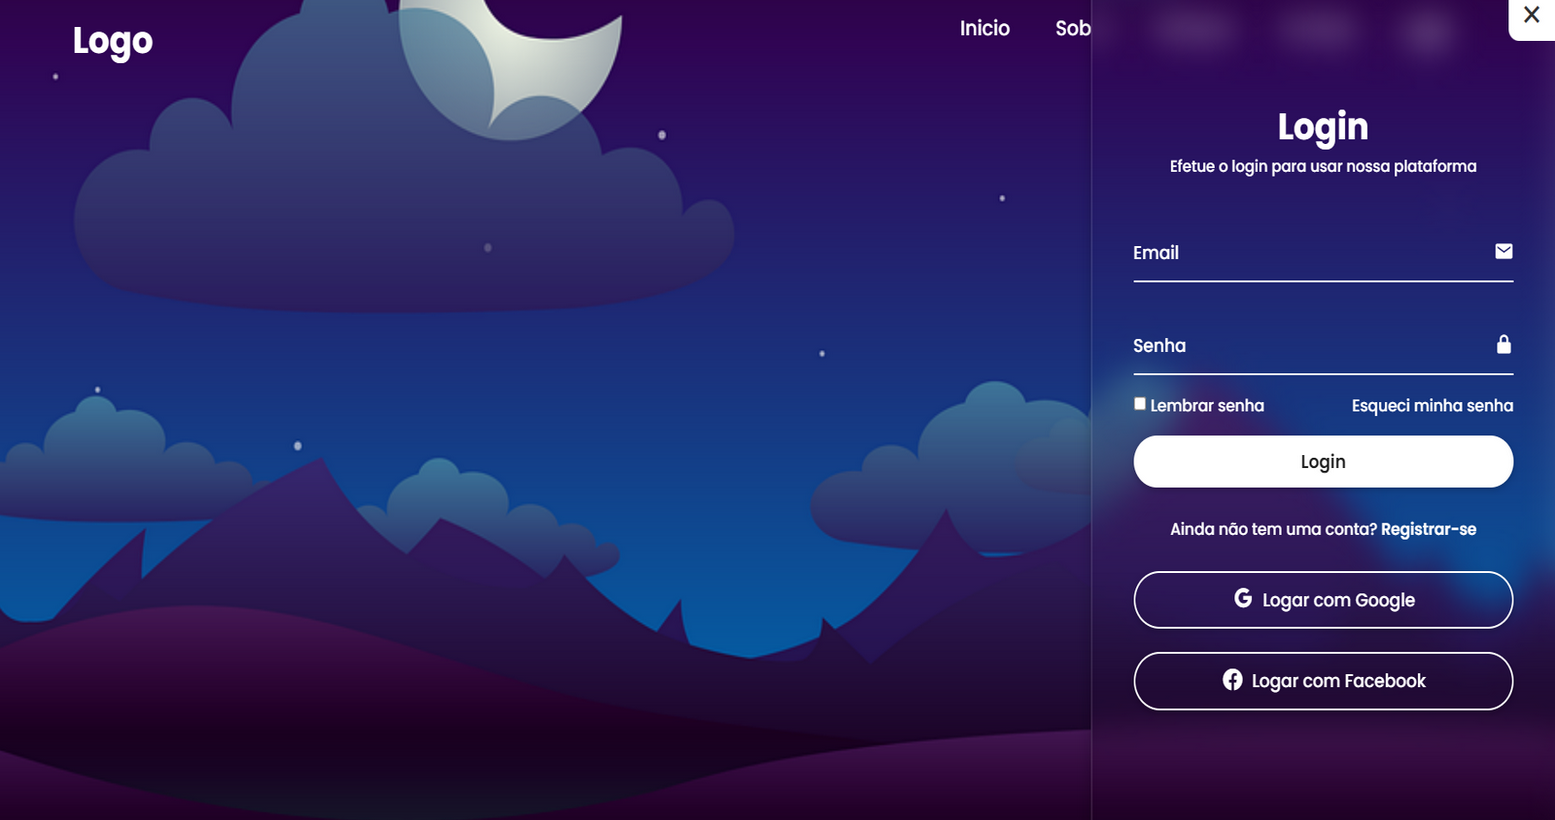 Logo
Inicio
Sob
×
Login
Efetue o login para usar nossa plataforma
Email
Senha
Lembrar senha
Esqueci minha senha
Login
Ainda não tem uma conta? Registrar-se
Logar com Google
Logar com Facebook